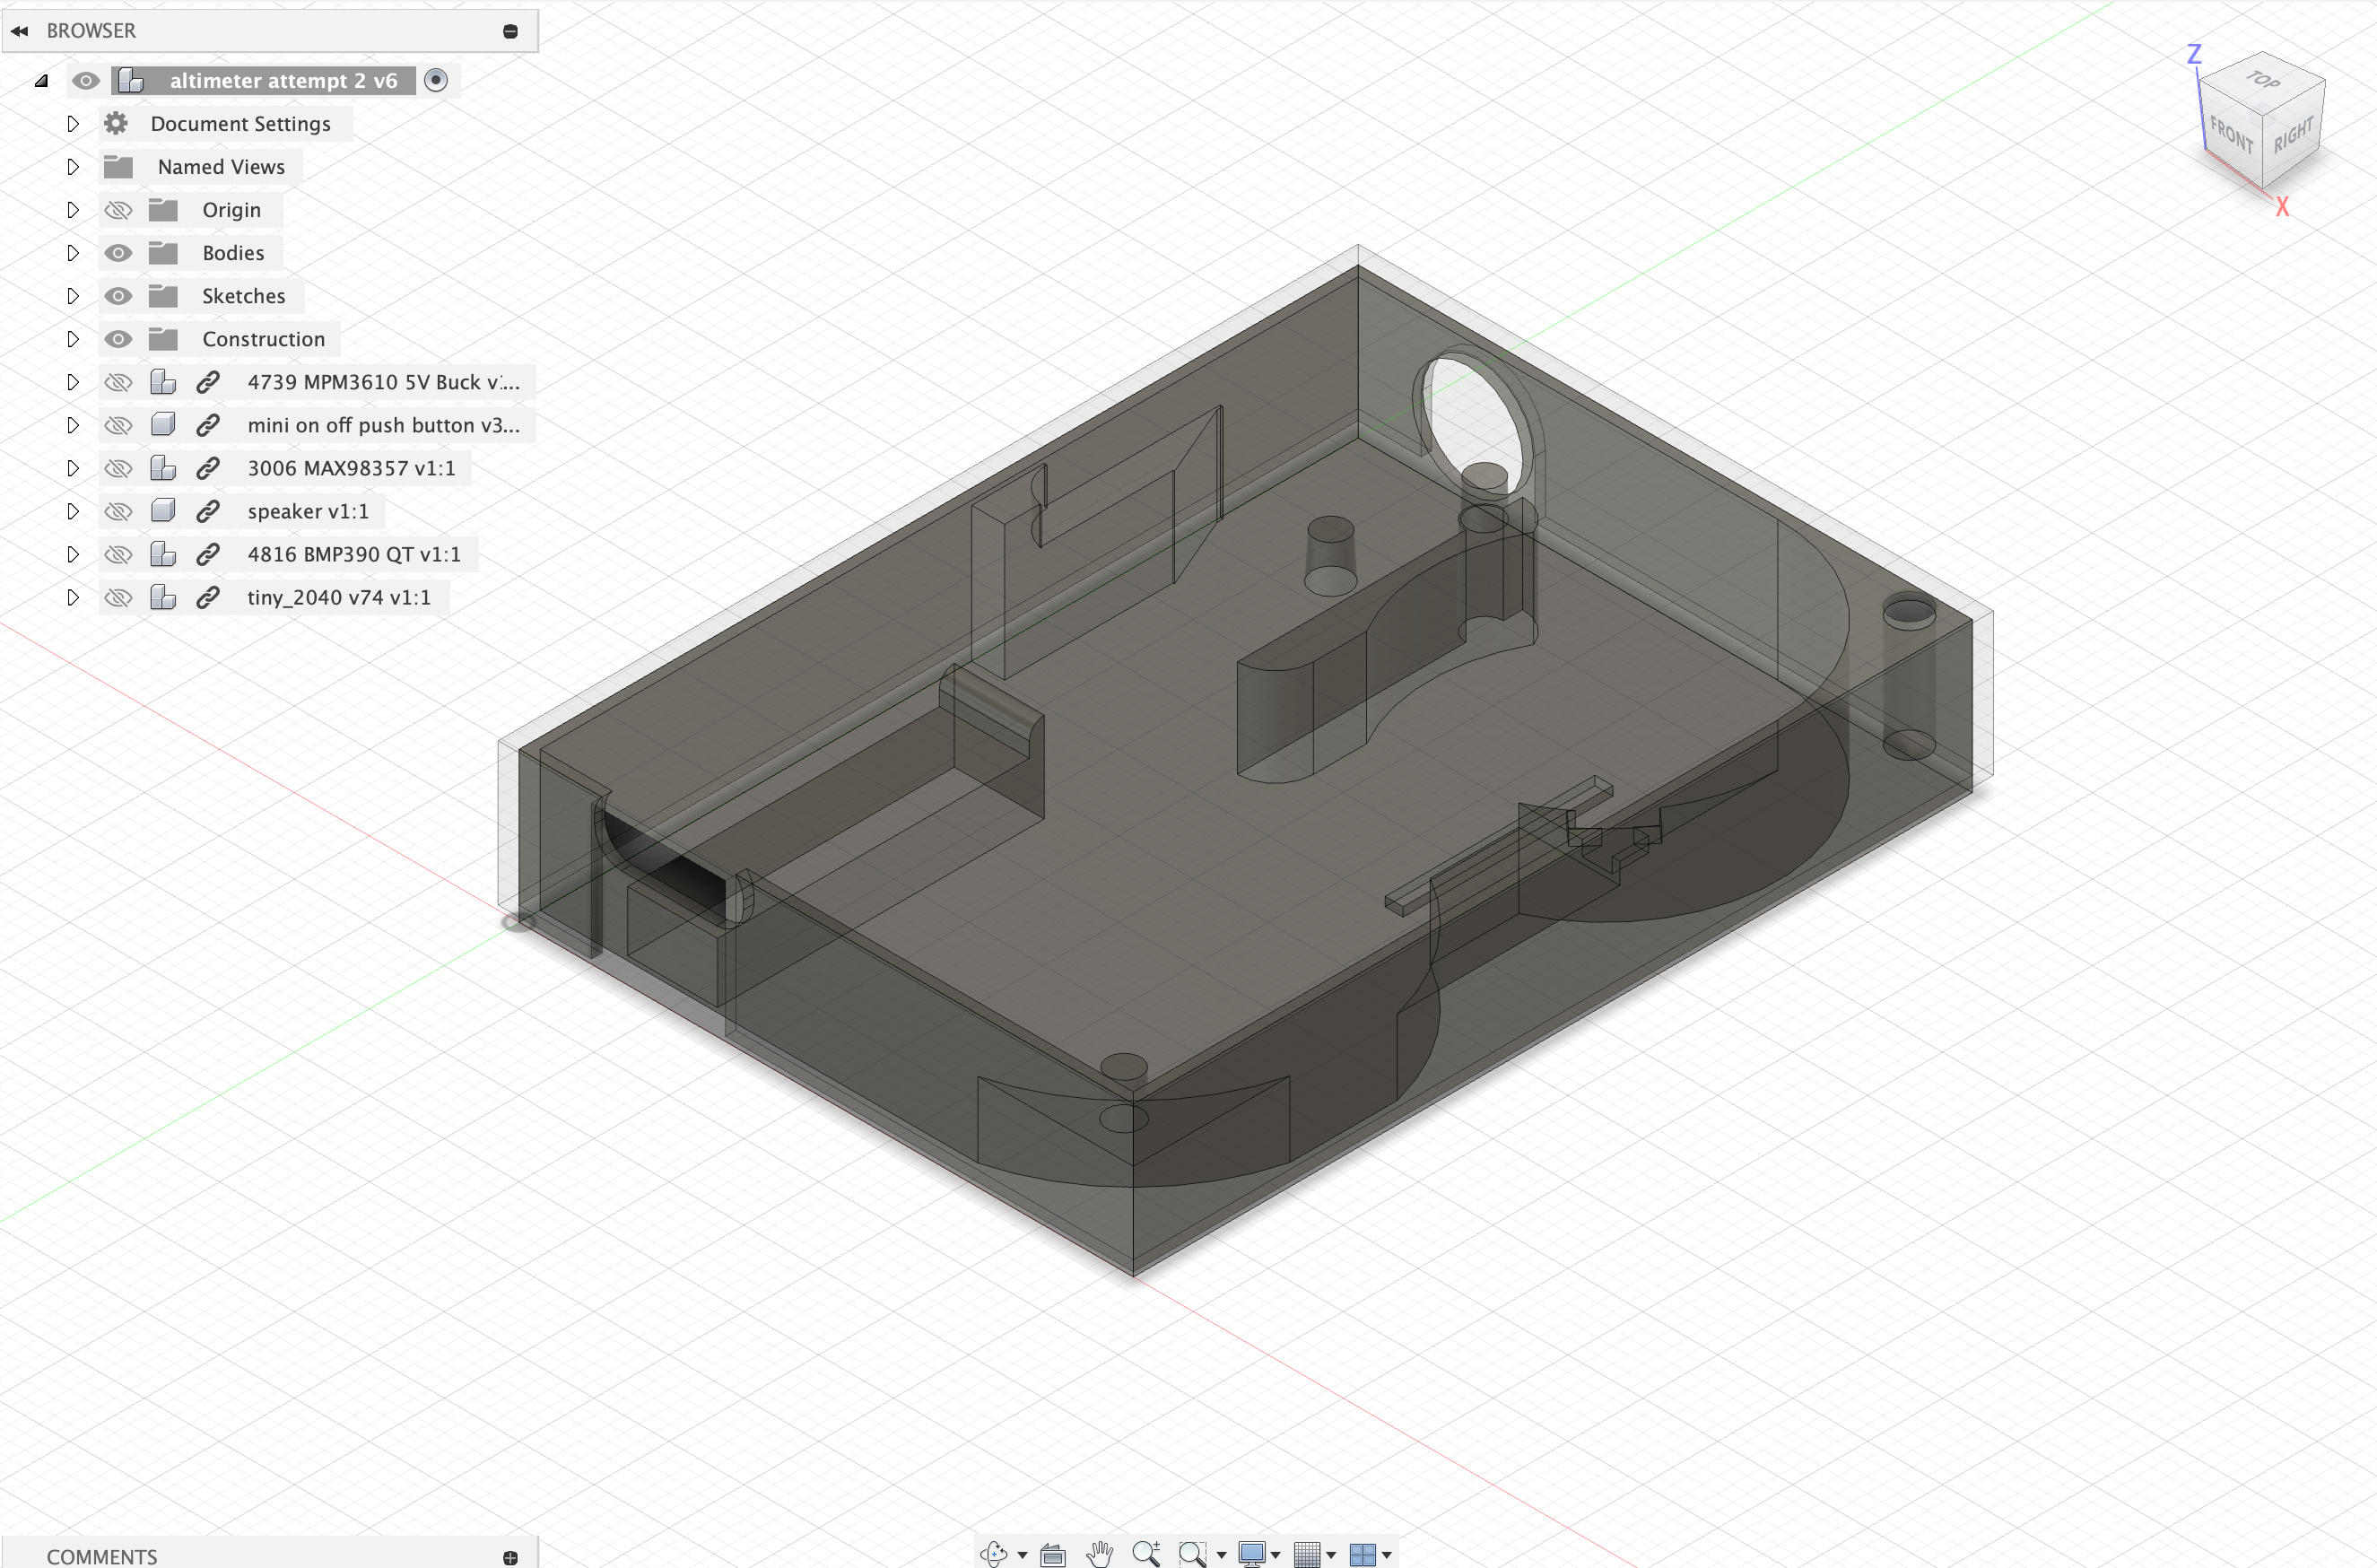 BROWSER
altimeter attempt 2 v6
Document Settings
Named Views
Origin
Bodies
Sketches
Construction
4739 MPM3610 5V Buck v...
mini on off push button v3...
3006 MAX98357 v1:1
speaker v1:1
4816 BMP390 QT v1:1
tiny_2040 v74 v1:1
Z
TOP
FRONT
RIGHT
X
COMMENTS